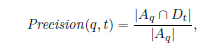 Precision(q, t) = |A_q ∩ D_t| / |A_q|,